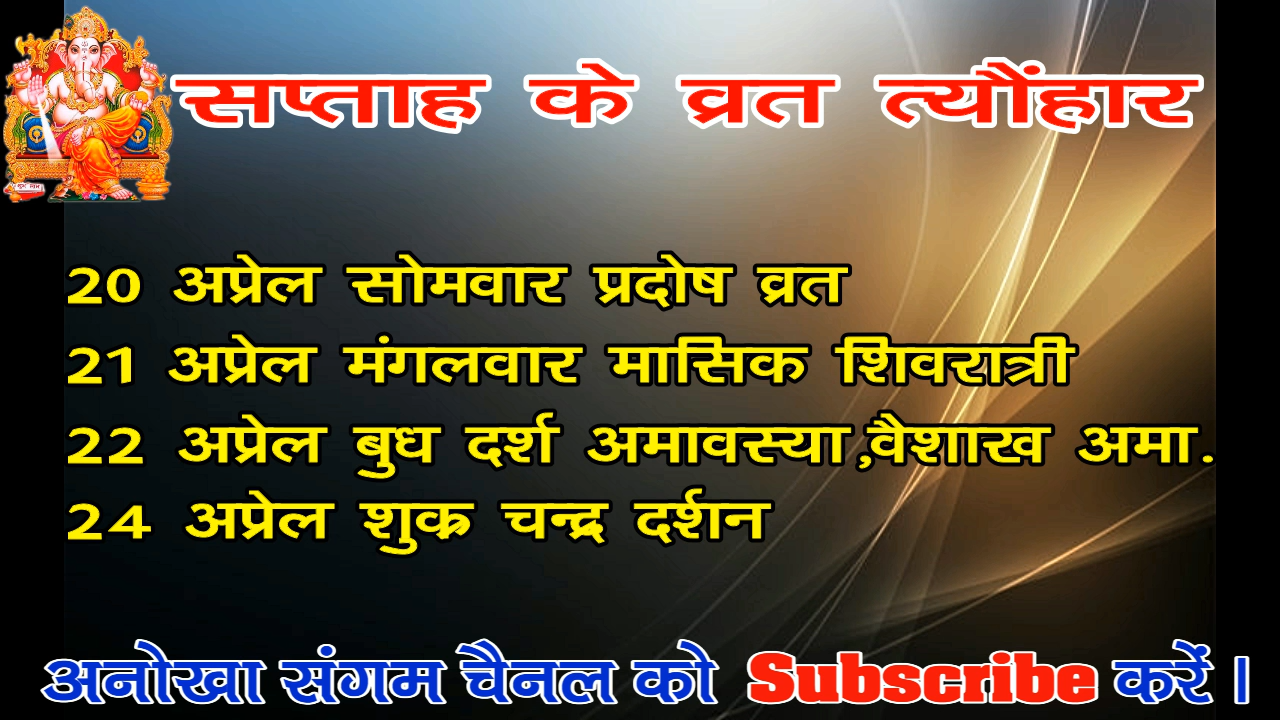 सप्ताह के व्रत त्यौंहार
20 अप्रेल सोमवार प्रदोष व्रत
21 अप्रेल मंगलवार मासिक शिवरात्री
22 अप्रेल बुध दर्श अमावस्या,वैशाख अमा.
24 अप्रेल शुक्र चन्द्र दर्शन
अनोखा संगम चैनल को Subscribe करें।